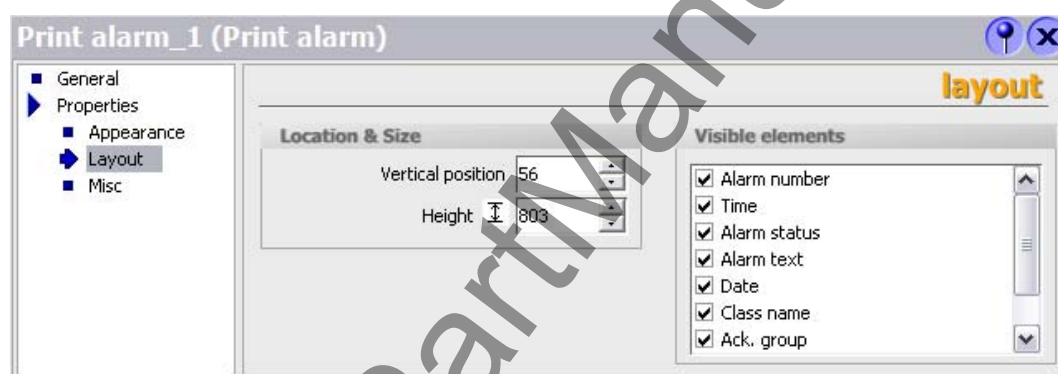 Print alarm_1 (Print alarm)
General
Properties
Appearance
Layout
Misc
layout
Location & Size
Vertical position 56
Height 803
Visible elements
Alarm number
Time
Alarm status
Alarm text
Date
Class name
Ack. group